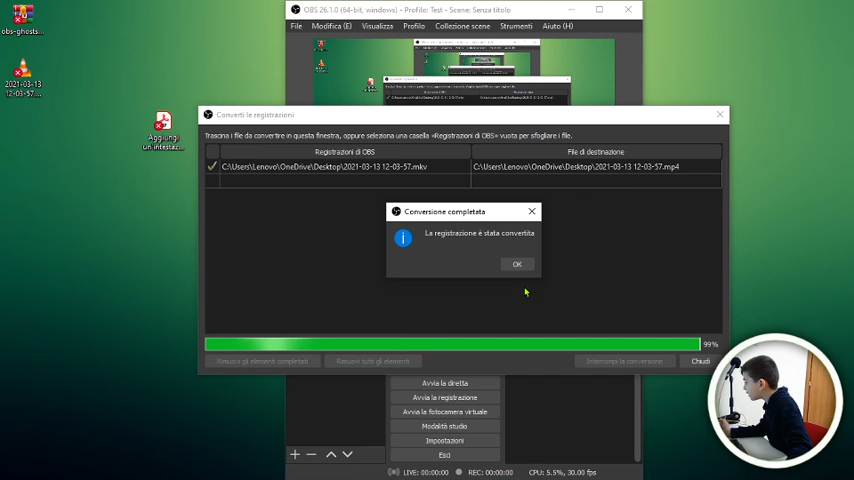 obs-ghosts...
2021-03-13
12-03-57....
Aggiungi
un'intestaz...
OBS 26.1.0 (64-bit, windows) - Profile: Test - Scene: Senza titolo
File Modifica (E) Visualizza Profilo Collezione scene Strumenti Aiuto (H)
Converti le registrazioni
Trascina i file da convertire in questa finestra, oppure seleziona una casella «Registrazioni di OBS» vuota per sfogliare i file.
Registrazioni di OBS File di destinazione
C:\Users\Lenovo\OneDrive\Desktop\2021-03-13 12-03-57.mkv C:\Users\Lenovo\OneDrive\Desktop\2021-03-13 12-03-57.mp4
Conversione completata
La registrazione è stata convertita
OK
99%
Rimuovi gli elementi completati Rimuovi tutti gli elementi Interrompi la conversione Chiudi
Avvia la diretta
Avvia la registrazione
Avvia la fotocamera virtuale
Modalità studio
Impostazioni
Esci
LIVE: 00:00:00 REC: 00:00:00 CPU: 5.5%, 30.00 fps